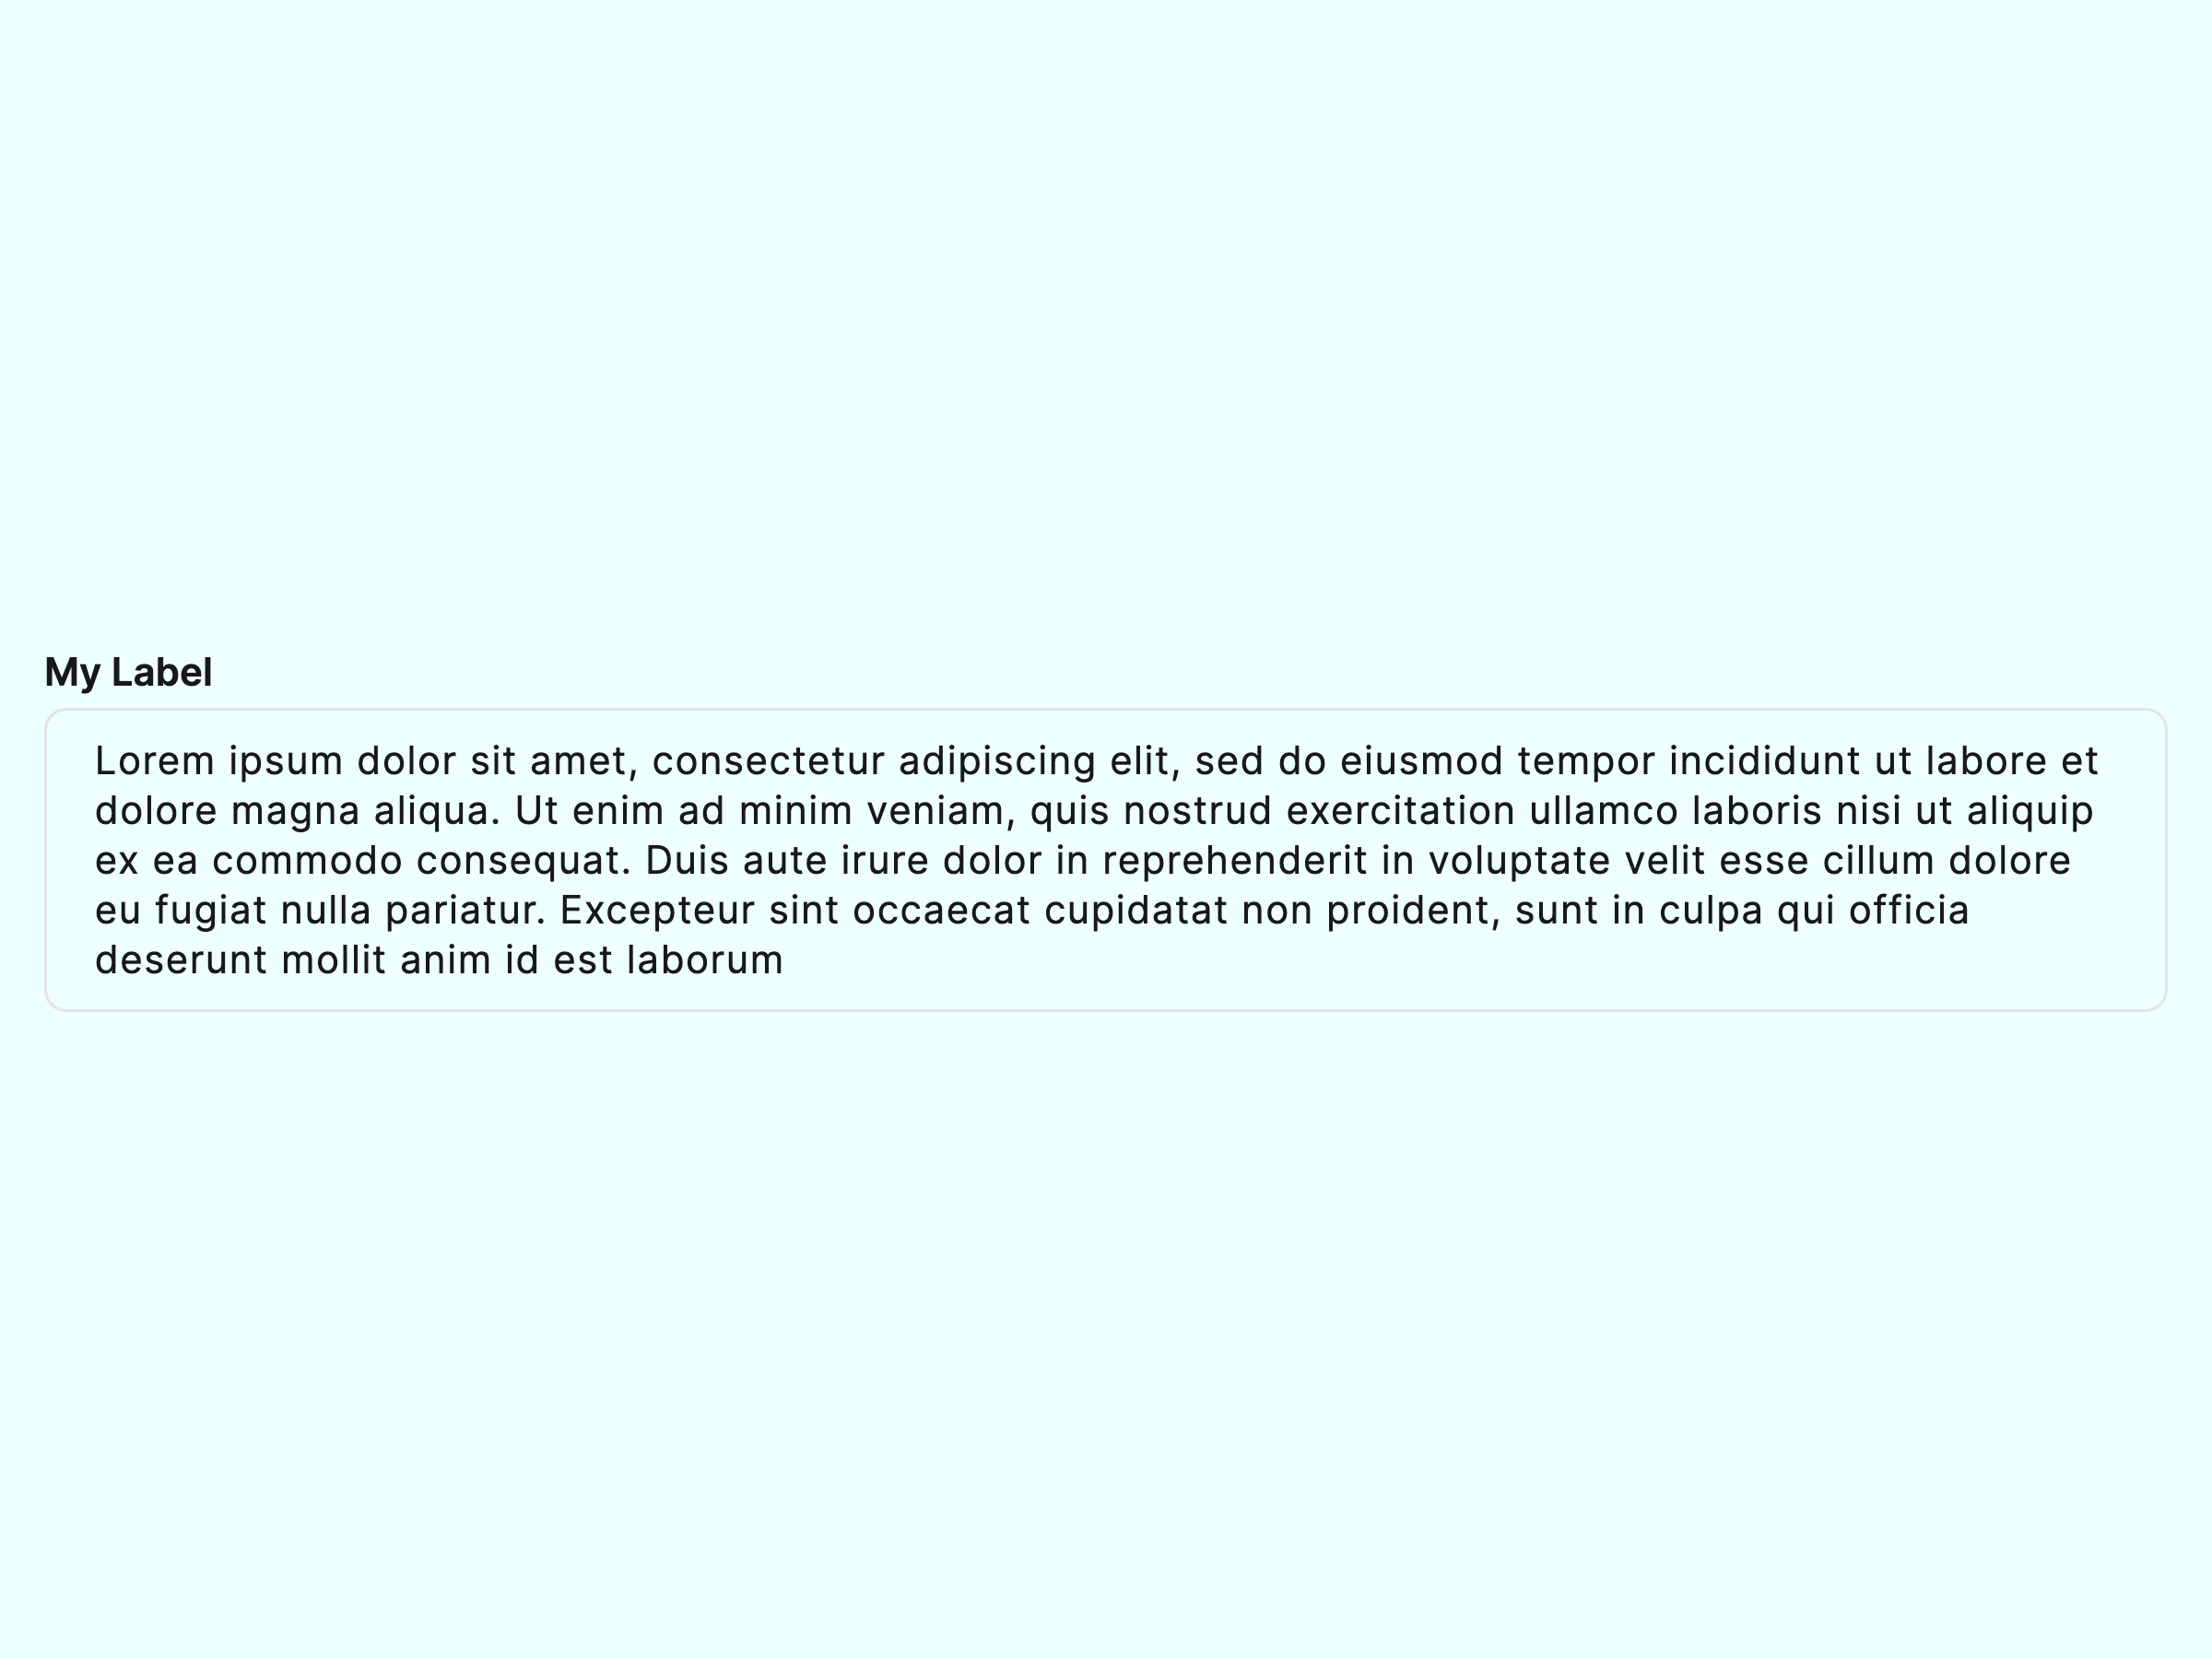 My Label
Lorem ipsum dolor sit amet, consectetur adipiscing elit, sed do eiusmod tempor incididunt ut labore et
dolore magna aliqua. Ut enim ad minim veniam, quis nostrud exercitation ullamco laboris nisi ut aliquip
ex ea commodo consequat. Duis aute irure dolor in reprehenderit in voluptate velit esse cillum dolore
eu fugiat nulla pariatur. Excepteur sint occaecat cupidatat non proident, sunt in culpa qui officia
deserunt mollit anim id est laborum